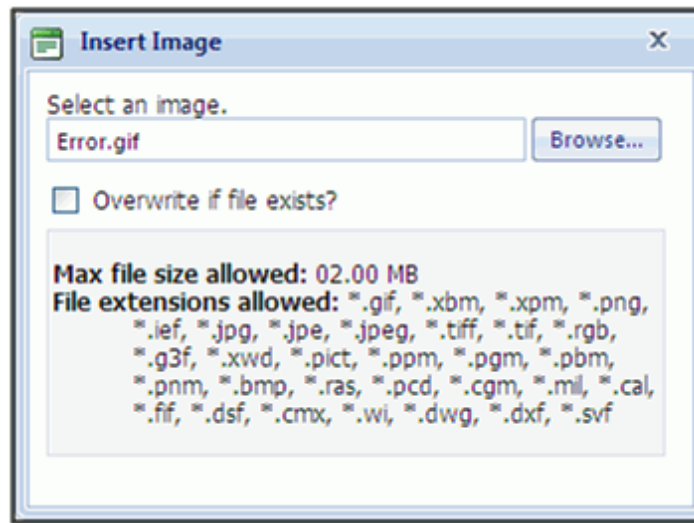 Insert Image
Select an image.
Error.gif
Browse...
Overwrite if file exists?
Max file size allowed: 02.00 MB
File extensions allowed: *.gif, *.xbm, *.xpm, *.png,
*.ief, *.jpg, *.jpe, *.jpeg, *.tiff, *.tif, *.rgb,
*.g3f, *.xwd, *.pict, *.ppm, *.pgm, *.pbm,
*.pnm, *.bmp, *.ras, *.pcd, *.cgm, *.mil, *.cal,
*.fif, *.dsf, *.cmx, *.wi, *.dwg, *.dxf, *.svf